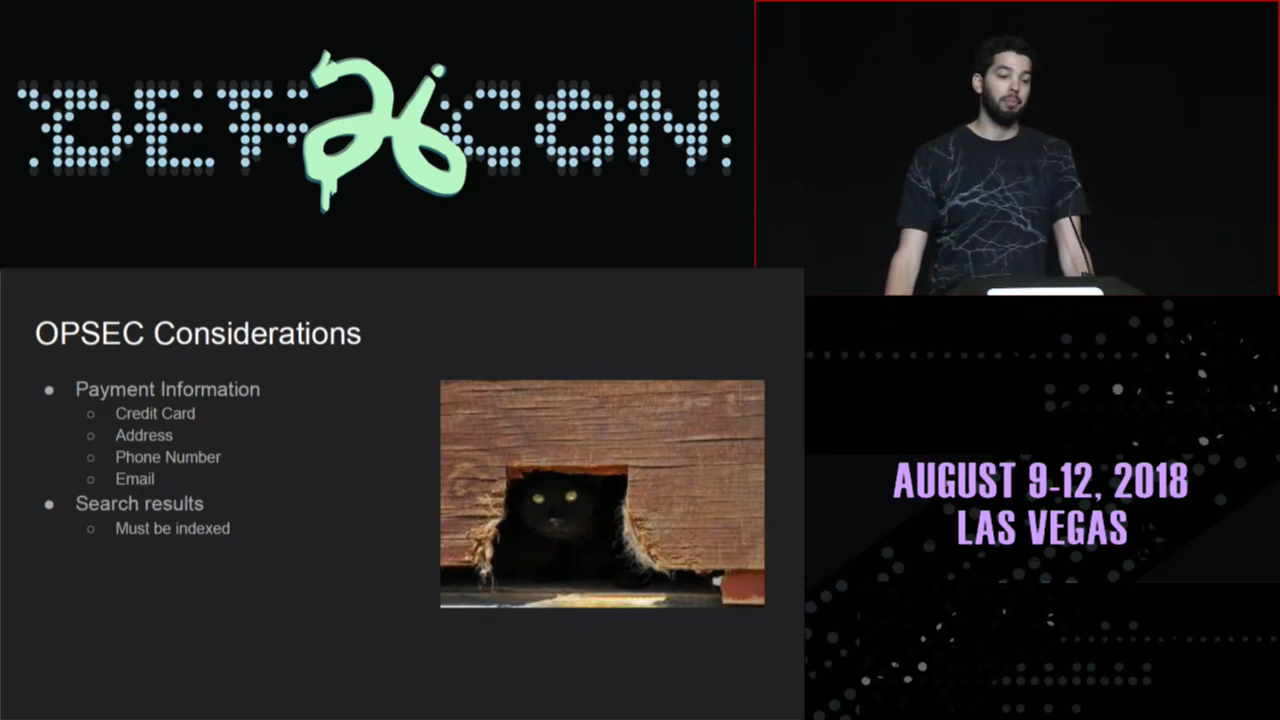 DEF 26 CON
OPSEC Considerations
Payment Information
Credit Card
Address
Phone Number
Email
Search results
Must be indexed
AUGUST 9-12, 2018
LAS VEGAS